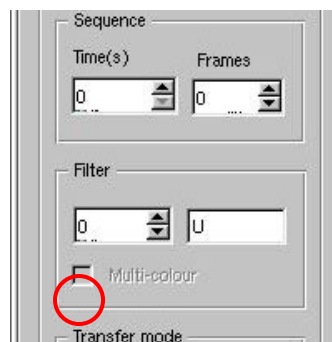 Sequence
Time(s) Frames
0 0
Filter
0 U
Multi-colour
Transfer mode